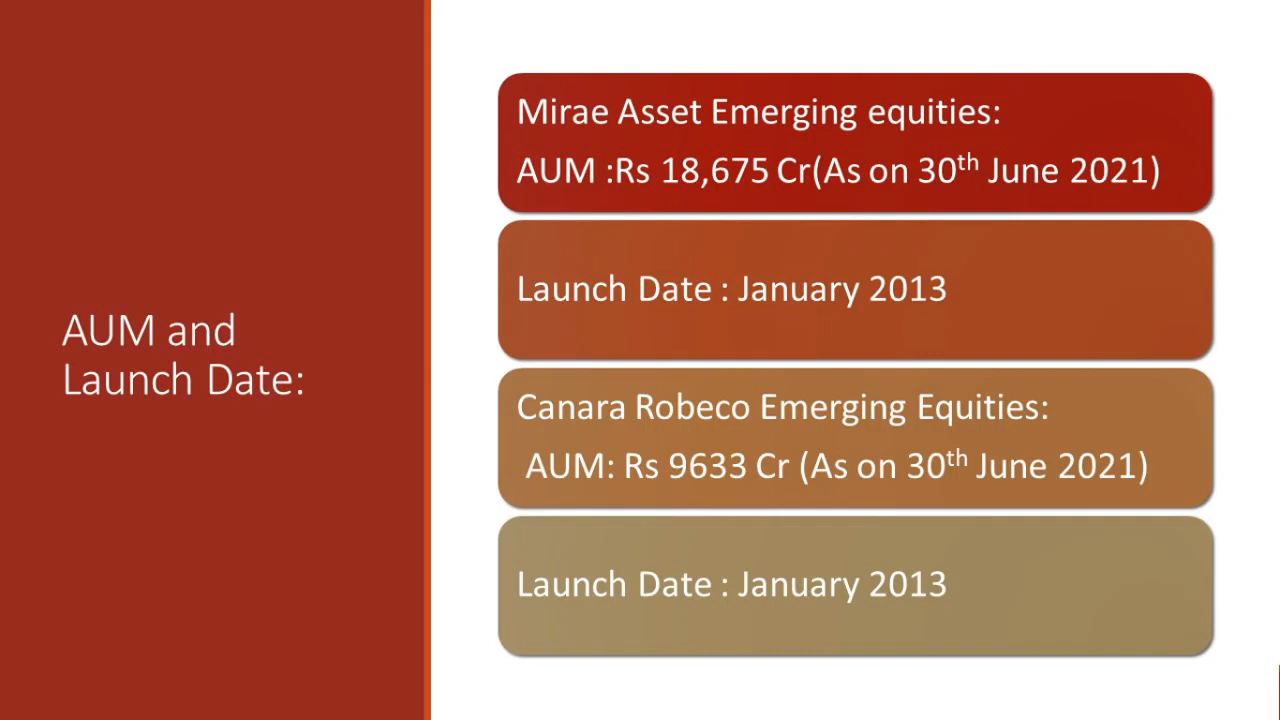 AUM and
Launch Date:
Mirae Asset Emerging equities:
AUM :Rs 18,675 Cr(As on 30th June 2021)
Launch Date : January 2013
Canara Robeco Emerging Equities:
AUM: Rs 9633 Cr (As on 30th June 2021)
Launch Date : January 2013